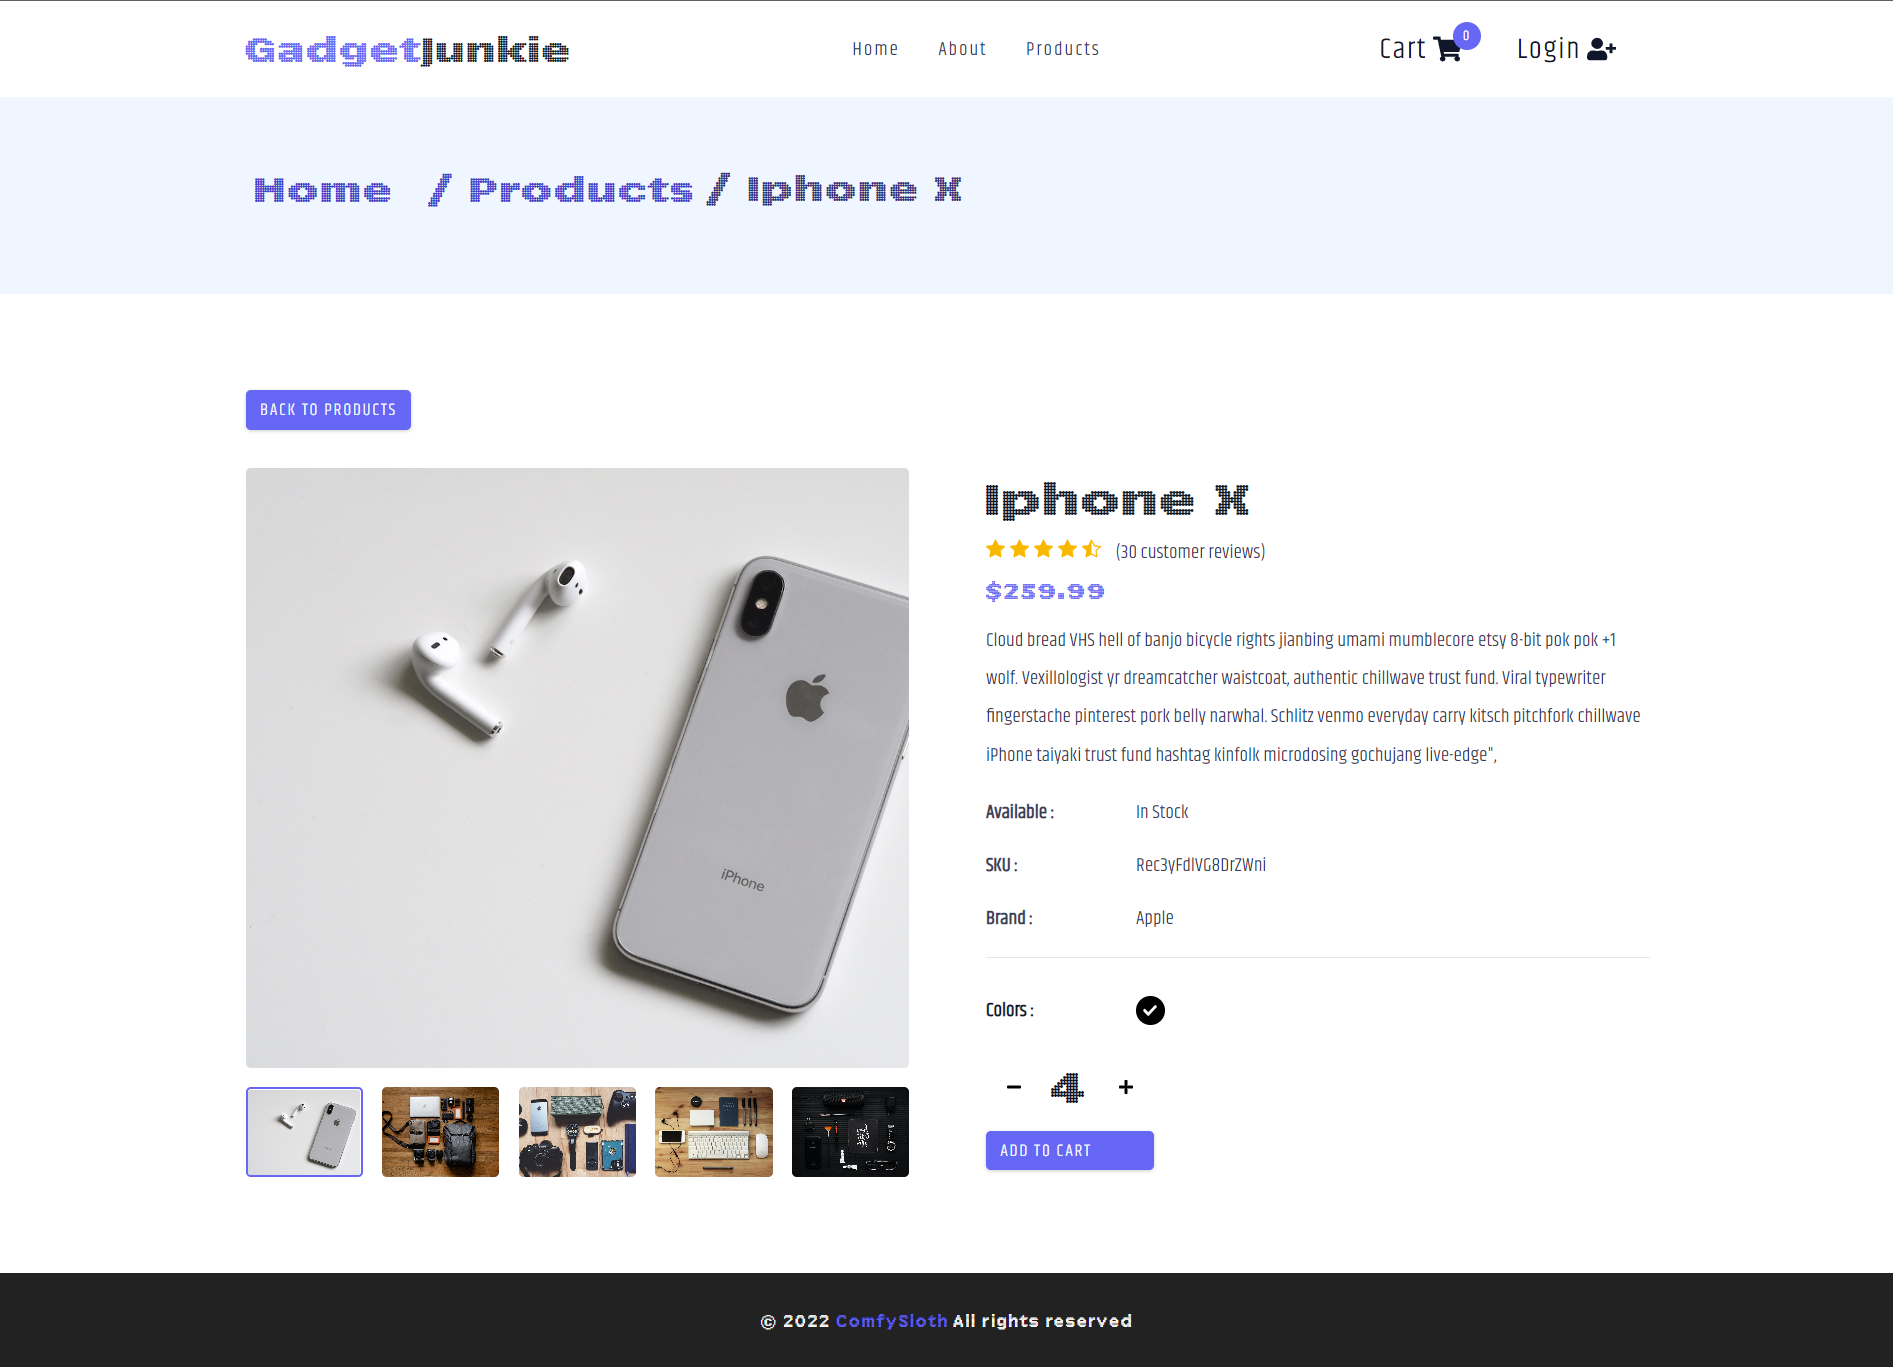 GadgetJunkie
Home About Products
Cart 0 Login
Home / Products / Iphone X
BACK TO PRODUCTS
iPhone
Iphone X
(30 customer reviews)
$259.99
Cloud bread VHS hell of banjo bicycle rights jianbing umami mumblecore etsy 8-bit pok pok +1
wolf. Vexillologist yr dreamcatcher waistcoat, authentic chillwave trust fund. Viral typewriter
fingerstache pinterest pork belly narwhal. Schlitz venmo everyday carry kitsch pitchfork chillwave
iPhone taiyaki trust fund hashtag kinfolk microdosing gochujang live-edge",
Available : In Stock
SKU : Rec3yFdlVG8DrZWni
Brand : Apple
Colors :
4
ADD TO CART
© 2022 ComfySloth All rights reserved